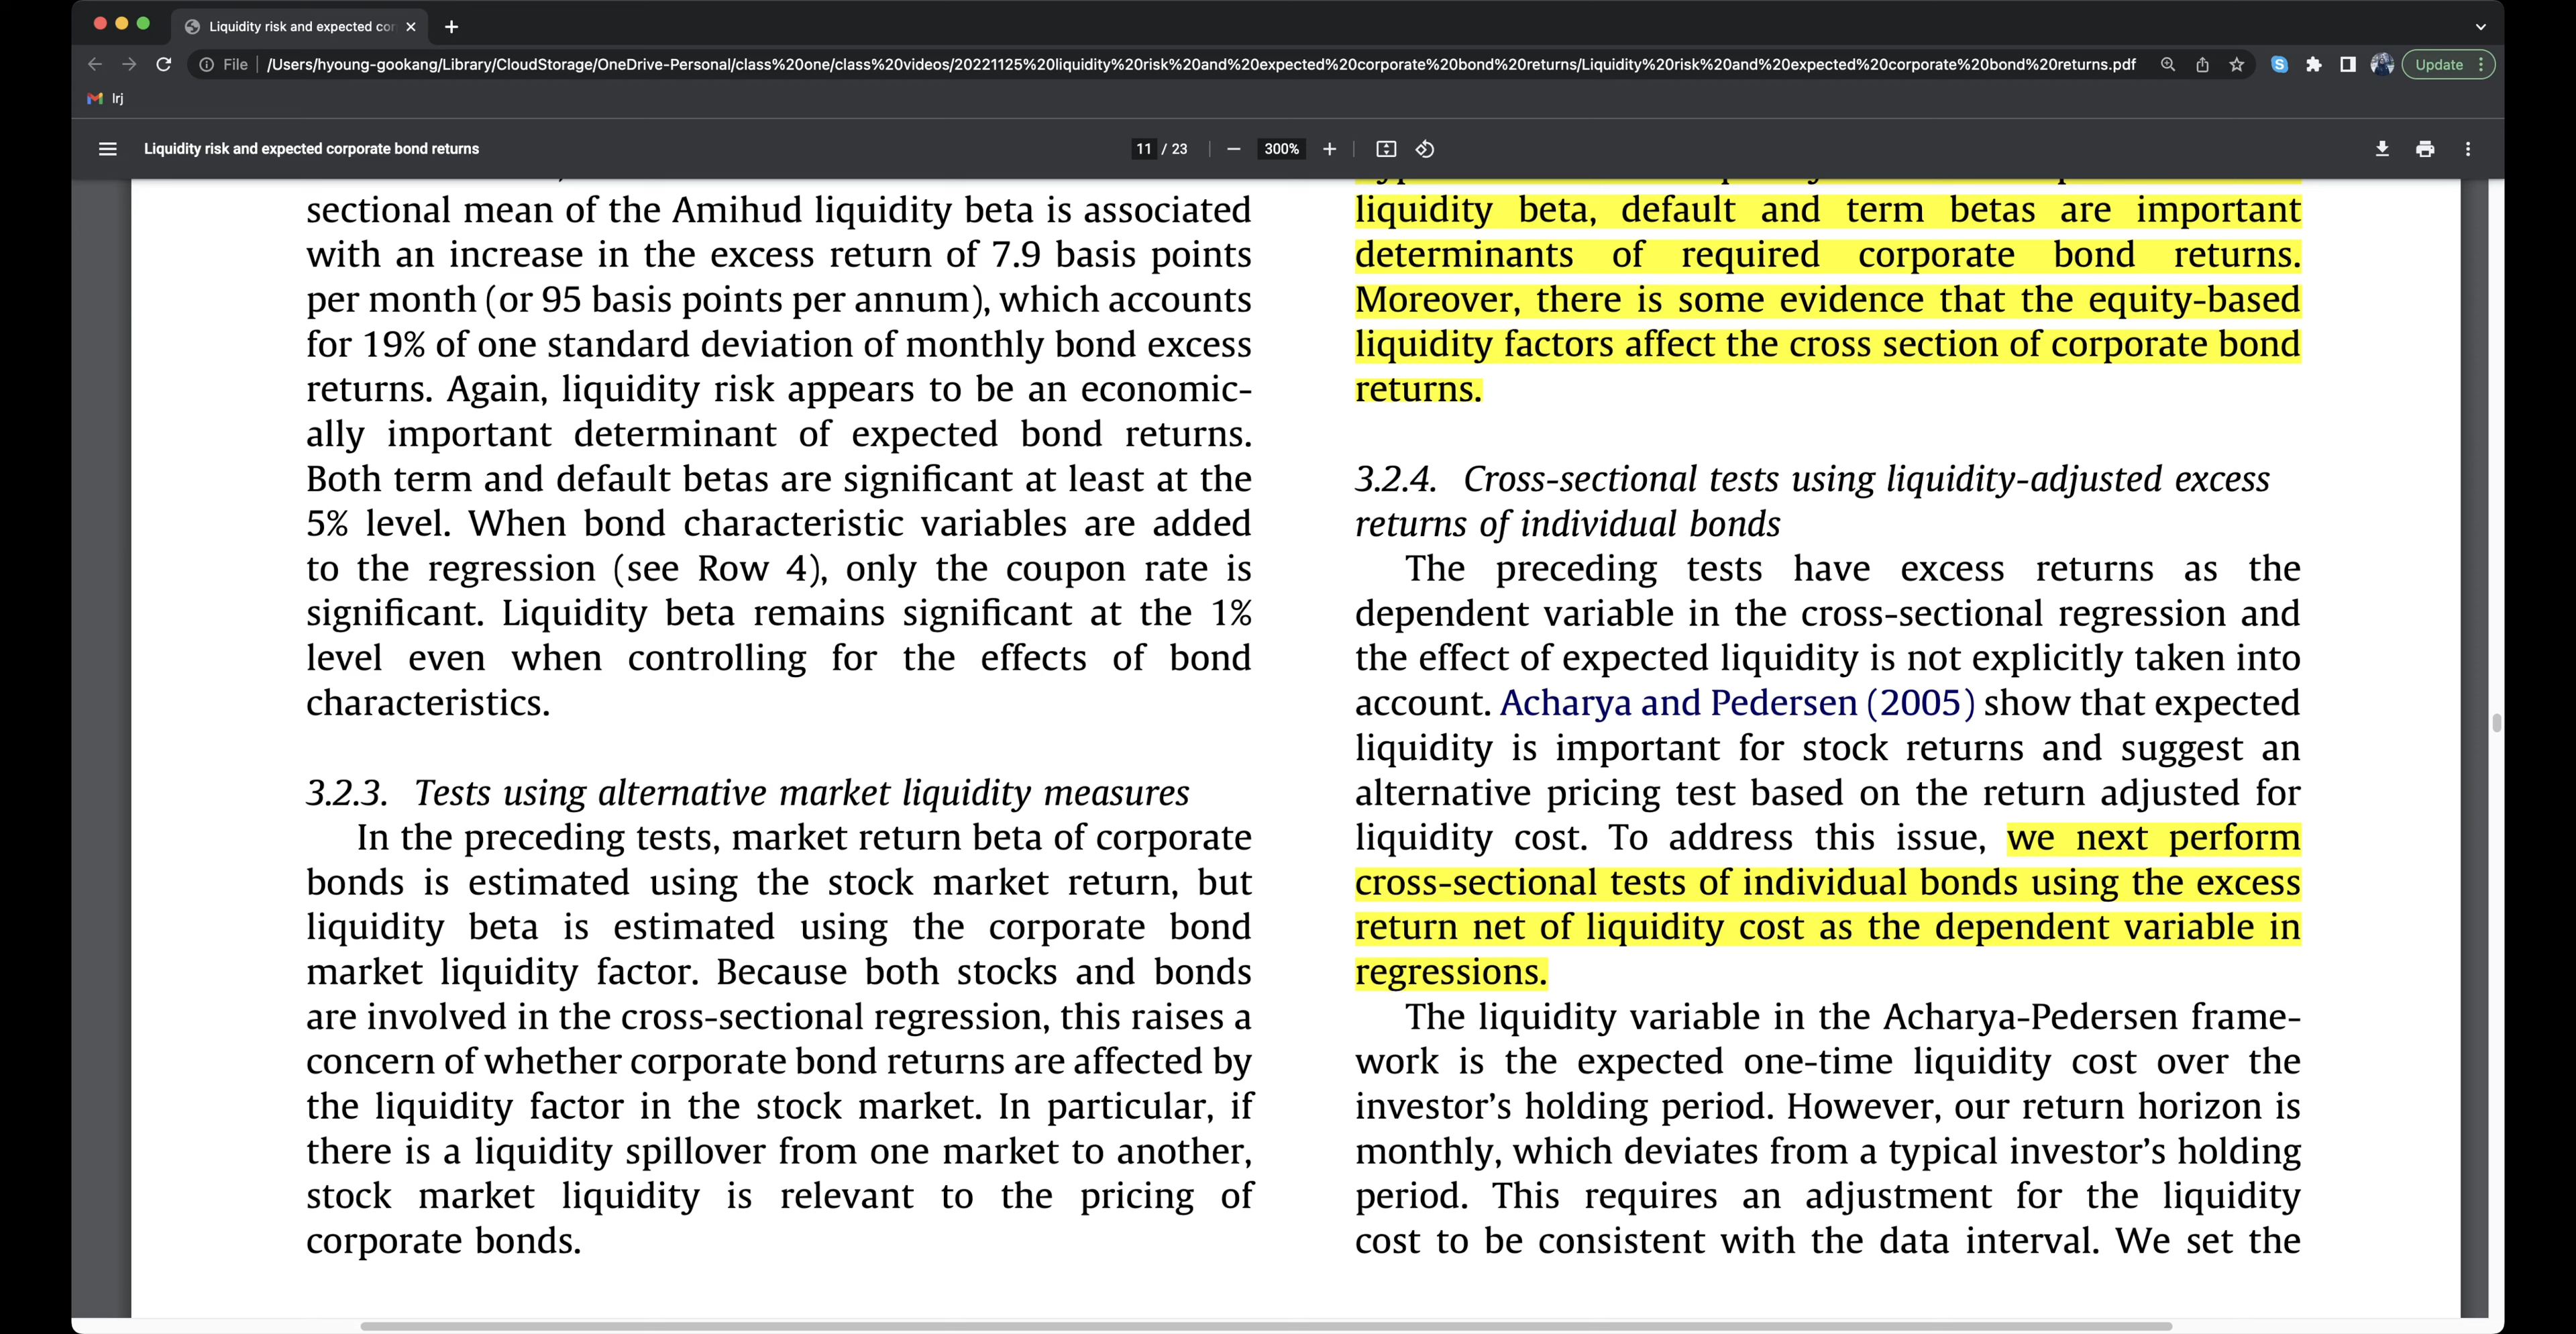 Liquidity risk and expected cor
File
/Users/hyoung-gookang/Library/CloudStorage/OneDrive-Personal/class%20one/class%20videos/20221125%20liquidity%20risk%20and%20expected%20corporate%20bond%20returns/Liquidity%20risk%20and%20expected%20corporate%20bond%20returns.pdf
Update
lrj
Liquidity risk and expected corporate bond returns
11 / 23
300%
sectional mean of the Amihud liquidity beta is associated
with an increase in the excess return of 7.9 basis points
per month (or 95 basis points per annum), which accounts
for 19% of one standard deviation of monthly bond excess
returns. Again, liquidity risk appears to be an economic-
ally important determinant of expected bond returns.
Both term and default betas are significant at least at the
5% level. When bond characteristic variables are added
to the regression (see Row 4), only the coupon rate is
significant. Liquidity beta remains significant at the 1%
level even when controlling for the effects of bond
characteristics.
3.2.3. Tests using alternative market liquidity measures
In the preceding tests, market return beta of corporate
bonds is estimated using the stock market return, but
liquidity beta is estimated using the corporate bond
market liquidity factor. Because both stocks and bonds
are involved in the cross-sectional regression, this raises a
concern of whether corporate bond returns are affected by
the liquidity factor in the stock market. In particular, if
there is a liquidity spillover from one market to another,
stock market liquidity is relevant to the pricing of
corporate bonds.
liquidity beta, default and term betas are important
determinants of required corporate bond returns.
Moreover, there is some evidence that the equity-based
liquidity factors affect the cross section of corporate bond
returns.
3.2.4. Cross-sectional tests using liquidity-adjusted excess
returns of individual bonds
The preceding tests have excess returns as the
dependent variable in the cross-sectional regression and
the effect of expected liquidity is not explicitly taken into
account. Acharya and Pedersen (2005) show that expected
liquidity is important for stock returns and suggest an
alternative pricing test based on the return adjusted for
liquidity cost. To address this issue, we next perform
cross-sectional tests of individual bonds using the excess
return net of liquidity cost as the dependent variable in
regressions.
The liquidity variable in the Acharya-Pedersen frame-
work is the expected one-time liquidity cost over the
investor's holding period. However, our return horizon is
monthly, which deviates from a typical investor's holding
period. This requires an adjustment for the liquidity
cost to be consistent with the data interval. We set the